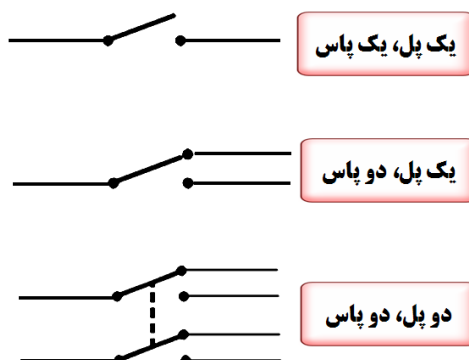 یک پل، یک پاس
یک پل، دو پاس
دو پل، دو پاس